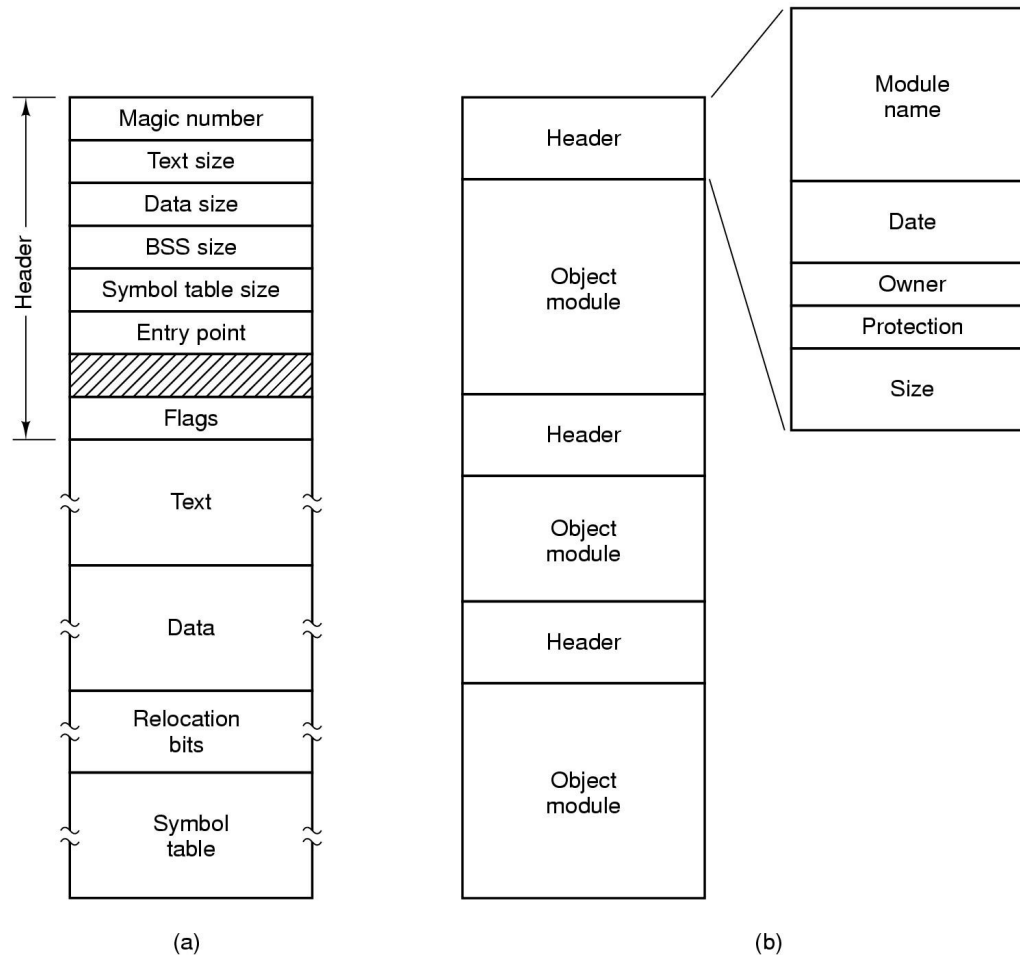 Header
Magic number
Text size
Data size
BSS size
Symbol table size
Entry point
Flags
Text
Data
Relocation
bits
Symbol
table
(a)
Header
Object
module
Header
Object
module
Header
Object
module
Module
name
Date
Owner
Protection
Size
(b)